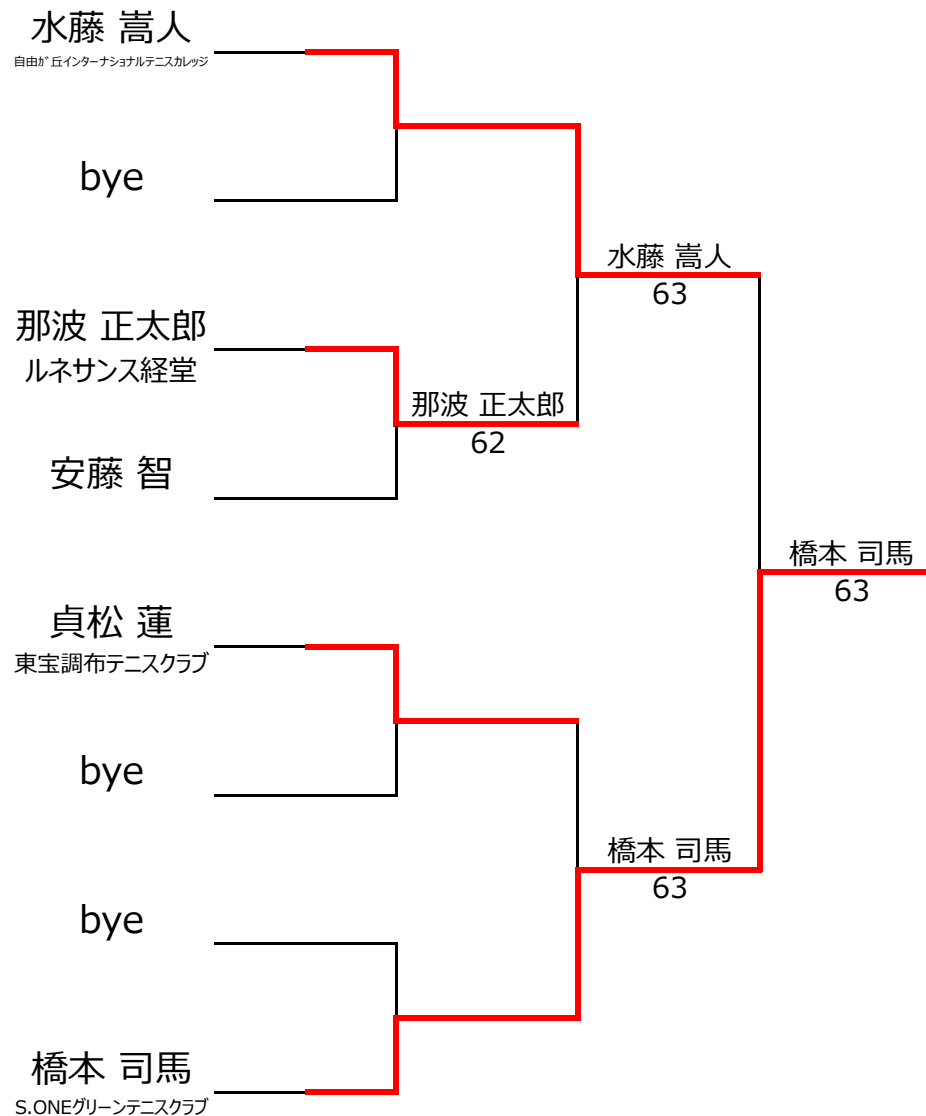 水藤 嵩人
自由ｶﾞ丘インターナショナルテニスカレッジ
bye
水藤 嵩人
63
那波 正太郎
ルネサンス経堂
那波 正太郎
62
安藤 智
橋本 司馬
63
貞松 蓮
東宝調布テニスクラブ
bye
橋本 司馬
63
bye
橋本 司馬
S.ONEグリーンテニスクラブ